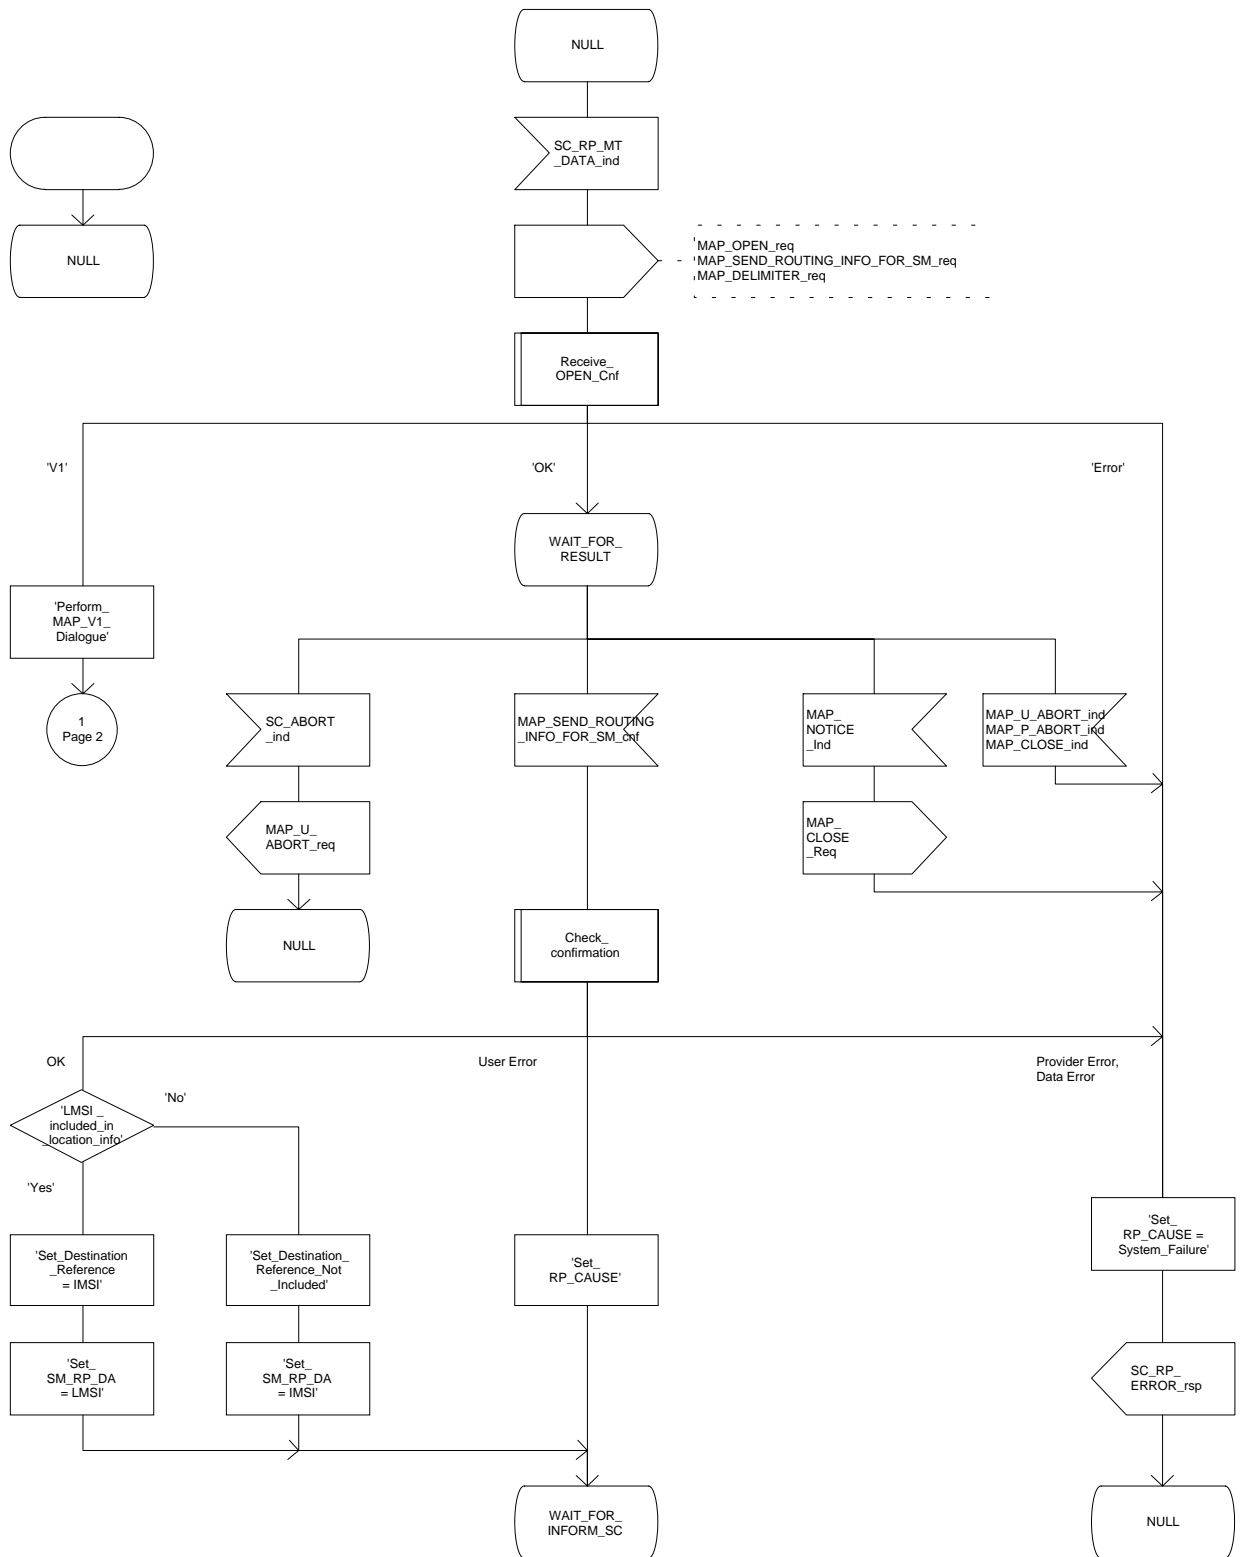 NULL
SC_RP_MT
_DATA_ind
NULL
MAP_OPEN_req
MAP_SEND_ROUTING_INFO_FOR_SM_req
MAP_DELIMITER_req
Receive_
OPEN_Cnf
'V1'
'OK'
'Error'
WAIT_FOR_
RESULT
'Perform_
MAP_V1_
Dialogue'
1
Page 2
SC_ABORT
_ind
MAP_SEND_ROUTING
_INFO_FOR_SM_cnf
MAP_
NOTICE
_Ind
MAP_U_ABORT_ind
MAP_P_ABORT_ind
MAP_CLOSE_ind
MAP_U_
ABORT_req
MAP_
CLOSE
_Req
NULL
Check_
confirmation
OK
User Error
Provider Error,
Data Error
'LMSI _
included_in
_location_info'
'No'
'Yes'
'Set_Destination
_Reference
= IMSI'
'Set_Destination_
Reference_Not
_Included'
'Set_
RP_CAUSE'
'Set_
RP_CAUSE =
System_Failure'
'Set_
SM_RP_DA
= LMSI'
'Set_
SM_RP_DA
= IMSI'
SC_RP_
ERROR_rsp
WAIT_FOR_
INFORM_SC
NULL